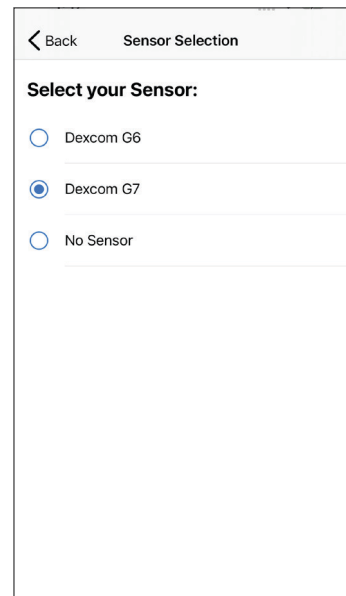 Back Sensor Selection
Select your Sensor:
Dexcom G6
Dexcom G7
No Sensor